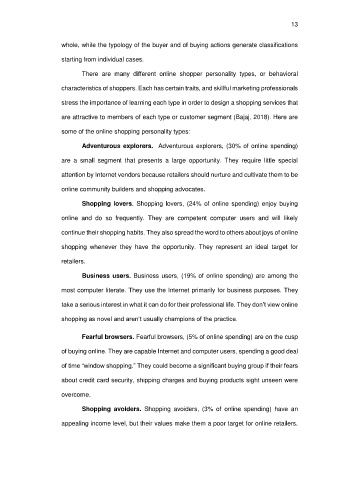 13
whole, while the typology of the buyer and of buying actions generate classifications
starting from individual cases.
There are many different online shopper personality types, or behavioral
characteristics of shoppers. Each has certain traits, and skillful marketing professionals
stress the importance of learning each type in order to design a shopping services that
are attractive to members of each type or customer segment (Bajaj, 2018). Here are
some of the online shopping personality types:
Adventurous explorers. Adventurous explorers, (30% of online spending)
are a small segment that presents a large opportunity. They require little special
attention by Internet vendors because retailers should nurture and cultivate them to be
online community builders and shopping advocates.
Shopping lovers. Shopping lovers, (24% of online spending) enjoy buying
online and do so frequently. They are competent computer users and will likely
continue their shopping habits. They also spread the word to others about joys of online
shopping whenever they have the opportunity. They represent an ideal target for
retailers.
Business users. Business users, (19% of online spending) are among the
most computer literate. They use the Internet primarily for business purposes. They
take a serious interest in what it can do for their professional life. They don't view online
shopping as novel and aren't usually champions of the practice.
Fearful browsers. Fearful browsers, (5% of online spending) are on the cusp
of buying online. They are capable Internet and computer users, spending a good deal
of time “window shopping.” They could become a significant buying group if their fears
about credit card security, shipping charges and buying products sight unseen were
overcome.
Shopping avoiders. Shopping avoiders, (3% of online spending) have an
appealing income level, but their values make them a poor target for online retailers.